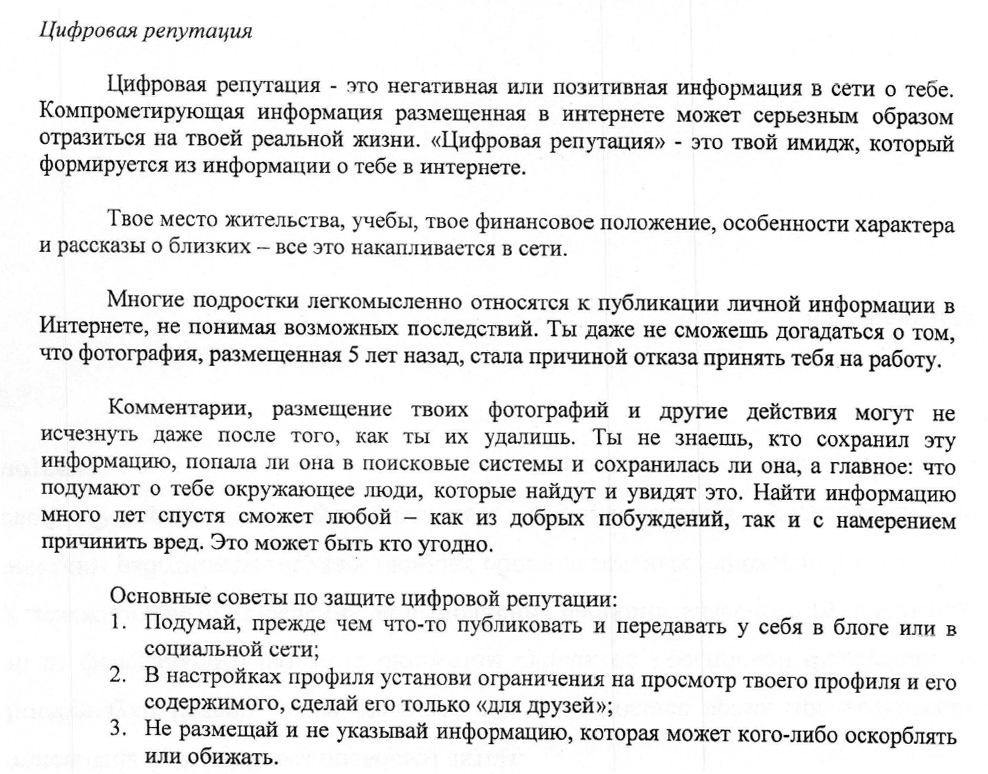 Цифровая репутация
Цифровая репутация - это негативная или позитивная информация в сети о тебе.
Компрометирующая информация размещенная в интернете может серьезным образом
отразиться на твоей реальной жизни. «Цифровая репутация» - это твой имидж, который
формируется из информации о тебе в интернете.
Твое место жительства, учебы, твое финансовое положение, особенности характера
и рассказы о близких – все это накапливается в сети.
Многие подростки легкомысленно относятся к публикации личной информации в
Интернете, не понимая возможных последствий. Ты даже не сможешь догадаться о том,
что фотография, размещенная 5 лет назад, стала причиной отказа принять тебя на работу.
Комментарии, размещение твоих фотографий и другие действия могут не
исчезнуть даже после того, как ты их удалишь. Ты не знаешь, кто сохранил эту
информацию, попала ли она в поисковые системы и сохранилась ли она, а главное: что
подумают о тебе окружающее люди, которые найдут и увидят это. Найти информацию
много лет спустя сможет любой – как из добрых побуждений, так и с намерением
причинить вред. Это может быть кто угодно.
Основные советы по защите цифровой репутации:
1. Подумай, прежде чем что-то публиковать и передавать у себя в блоге или в
социальной сети;
2. В настройках профиля установи ограничения на просмотр твоего профиля и его
содержимого, сделай его только «для друзей»;
3. Не размещай и не указывай информацию, которая может кого-либо оскорблять
или обижать.